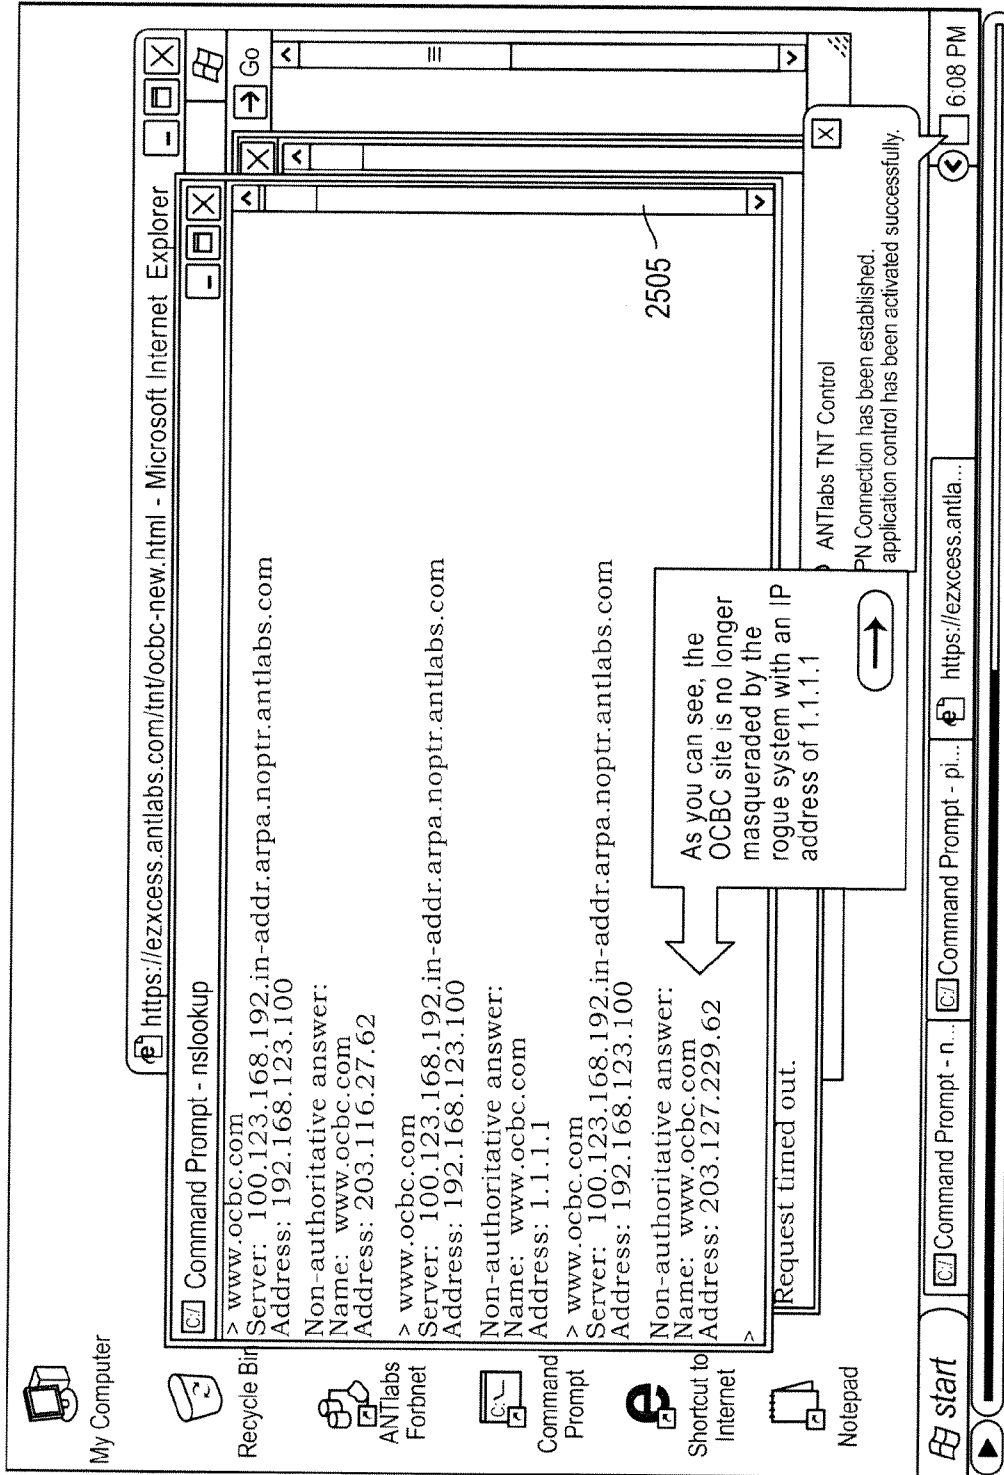 My Computer
Recycle Bin
ANTlabs
Forbnet
Command
Prompt
Shortcut to
Internet
Notepad
https://ezxcess.antlabs.com/tnt/ocbc-new.html - Microsoft Internet Explorer
Go
C:/ Command Prompt - nslookup
> www.ocbc.com
Server: 100.123.168.192.in-addr.arpa.noptr.antlabs.com
Address: 192.168.123.100
Non-authoritative answer:
Name: www.ocbc.com
Address: 203.116.27.62
> www.ocbc.com
Server: 100.123.168.192.in-addr.arpa.noptr.antlabs.com
Address: 192.168.123.100
Non-authoritative answer:
Name: www.ocbc.com
Address: 1.1.1.1
> www.ocbc.com
Server: 100.123.168.192.in-addr.arpa.noptr.antlabs.com
Address: 192.168.123.100
Non-authoritative answer:
Name: www.ocbc.com
Address: 203.127.229.62
>
Request timed out.
2505
As you can see, the
OCBC site is no longer
masqueraded by the
rogue system with an IP
address of 1.1.1.1
ANTlabs TNT Control
PN Connection has been established.
application control has been activated successfully.
start
C:/ Command Prompt - n...
C:/ Command Prompt - pi...
https://ezxcess.antla...
6:08 PM